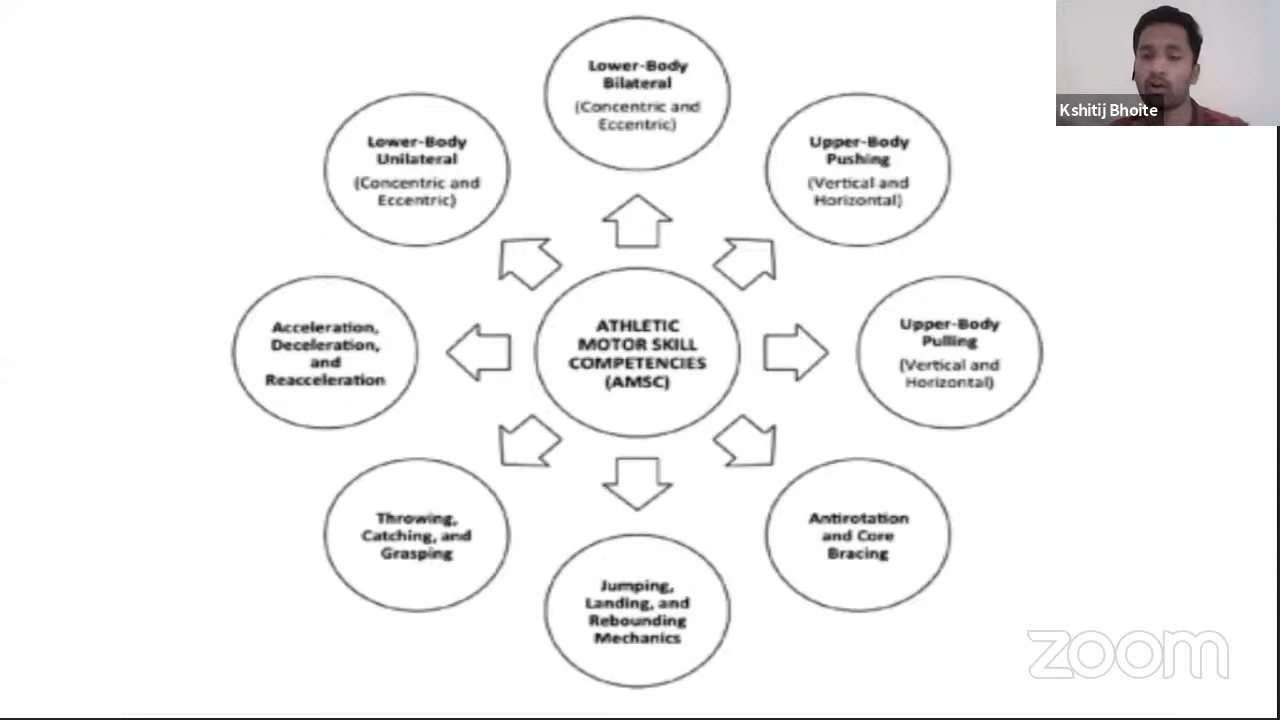 Lower-Body
Bilateral
(Concentric and
Eccentric)
Kshitij Bhoite
Lower-Body
Unilateral
(Concentric and
Eccentric)
Upper-Body
Pushing
(Vertical and
Horizontal)
Acceleration,
Deceleration,
and
Reacceleration
ATHLETIC
MOTOR SKILL
COMPETENCIES
(AMSC)
Upper-Body
Pulling
(Vertical and
Horizontal)
Throwing,
Catching, and
Grasping
Antirotation
and Core
Bracing
Jumping,
Landing, and
Rebounding
Mechanics
zoom